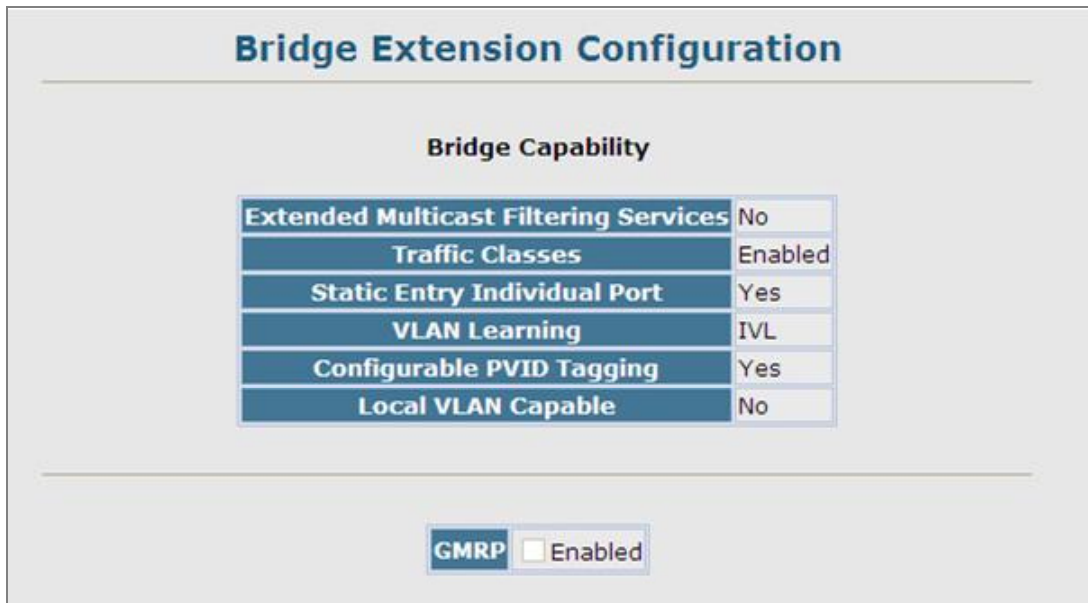 Bridge Extension Configuration
Bridge Capability
Extended Multicast Filtering Services No
Traffic Classes Enabled
Static Entry Individual Port Yes
VLAN Learning IVL
Configurable PVID Tagging Yes
Local VLAN Capable No
GMRP Enabled